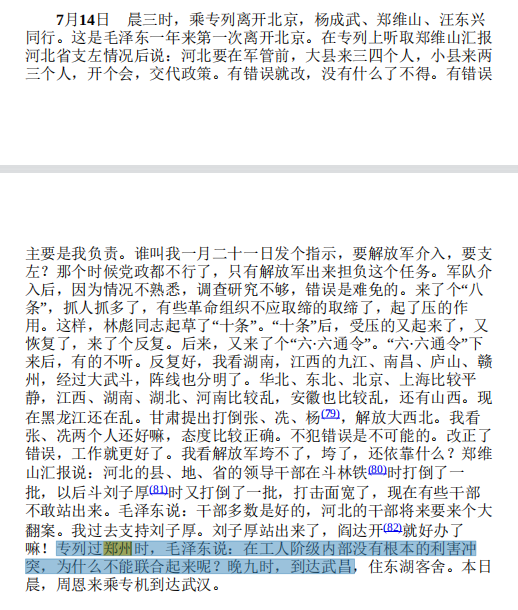 7月14日 晨三时，乘专列离开北京，杨成武、郑维山、汪东兴
同行。这是毛泽东一年来第一次离开北京。在专列上听取郑维山汇报
河北省支左情况后说：河北要在军管前，大县来三四个人，小县来两
三个人，开个会，交代政策。有错误就改，没有什么了不得。有错误
主要是我负责。谁叫我一月二十一日发个指示，要解放军介入，要支
左？那个时候党政都不行了，只有解放军出来担负这个任务。军队介
入后，因为情况不熟悉，调查研究不够，错误是难免的。来了个“八
条”，抓人抓多了，有些革命组织不应取缔的取缔了，起了压的作
用。这样，林彪同志起草了“十条”。“十条”后，受压的又起来了，又
恢复了，来了个反复。后来，又来了个“六·六通令”。“六·六通令”下
来后，有的不听。反复好，我看湖南，江西的九江、南昌、庐山、赣
州，经过大武斗，阵线也分明了。华北、东北、北京、上海比较平
静，江西、湖南、湖北、河南比较乱，安徽也比较乱，还有山西。现
在黑龙江还在乱。甘肃提出打倒张、冼、杨(79)，解放大西北。我看
张、冼两个人还好嘛，态度比较正确。不犯错误是不可能的。改正了
错误，工作就更好了。我看解放军垮不了，垮了，还依靠什么？郑维
山汇报说：河北的县、地、省的领导干部在斗林铁(80)时打倒了一
批，以后斗刘子厚(81)时又打倒了一批，打击面宽了，现在有些干部
不敢站出来。毛泽东说：干部多数是好的，河北的干部将来要来个大
翻案。我过去支持刘子厚。刘子厚站出来了，阎达开(82)就好办了
嘛！专列过郑州时，毛泽东说：在工人阶级内部没有根本的利害冲
突，为什么不能联合起来呢？晚九时，到达武昌，住东湖客舍。本日
晨，周恩来乘专机到达武汉。